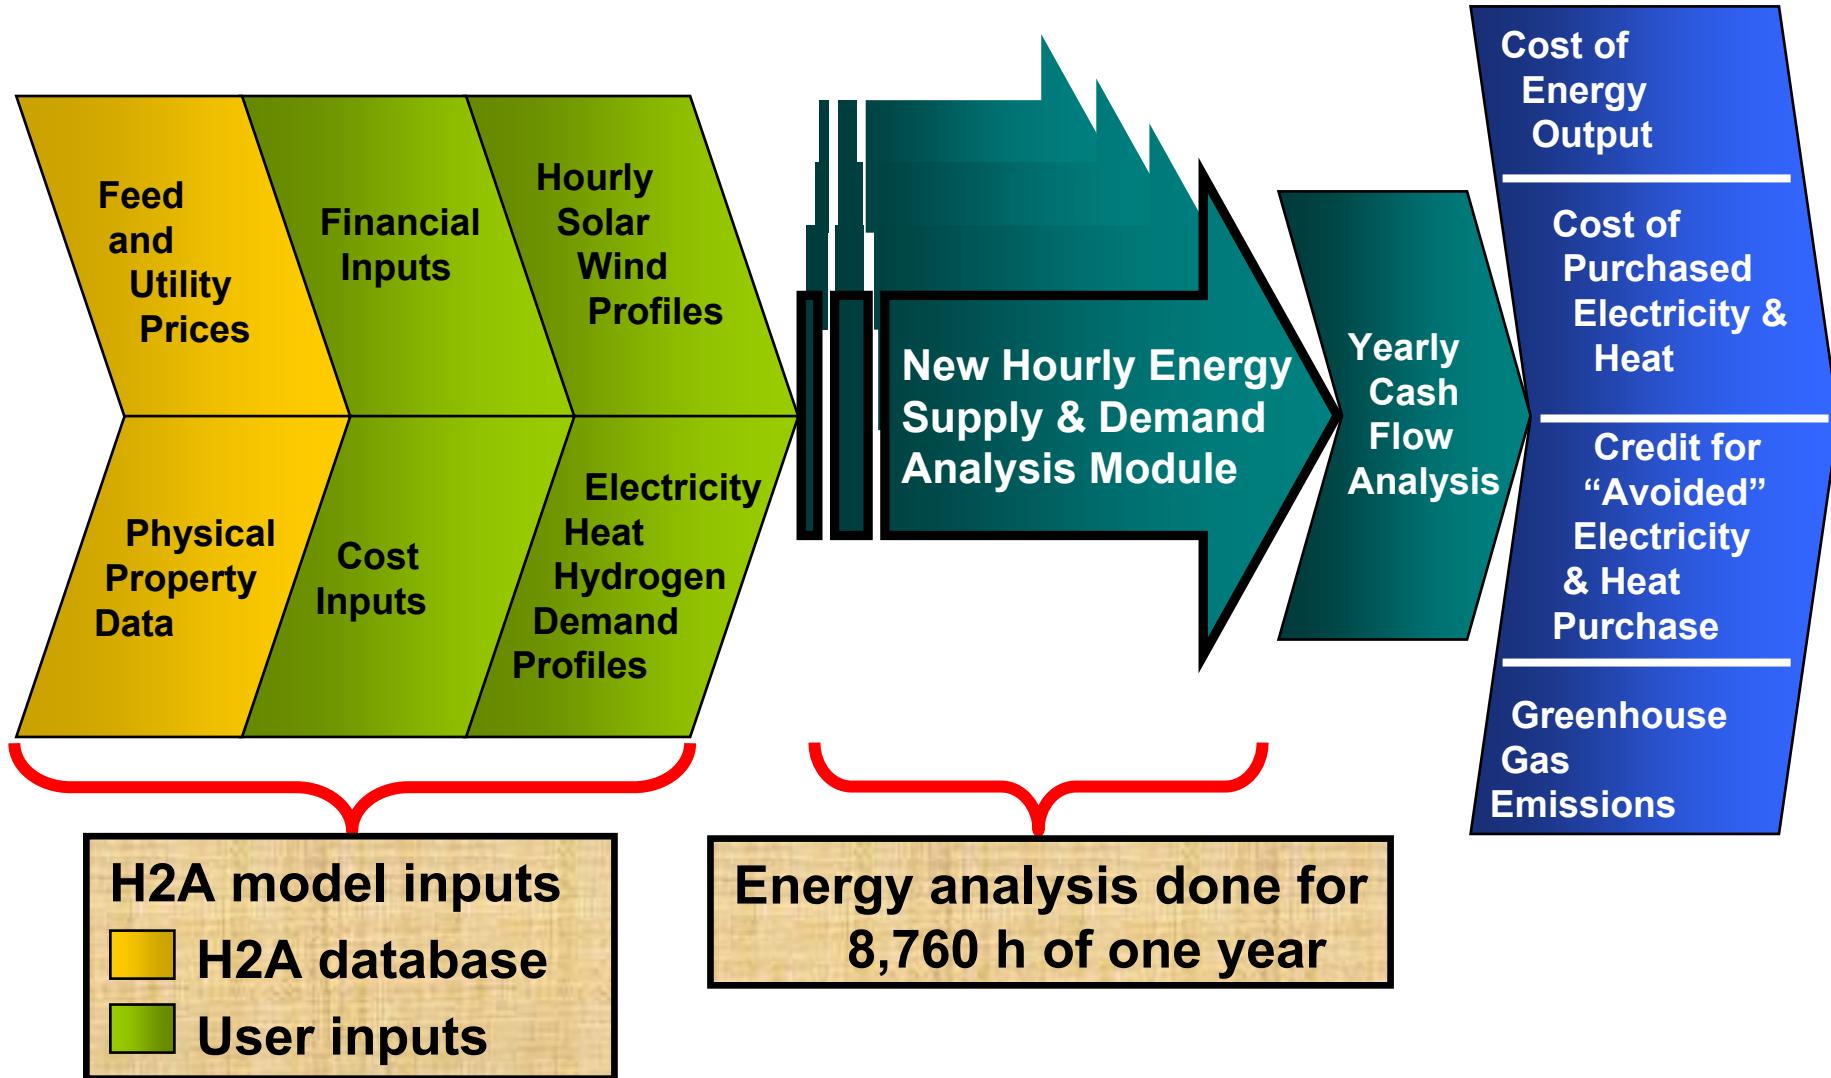 Feed
and
Utility
Prices
Physical
Property
Data
Financial
Inputs
Cost
Inputs
Hourly
Solar
Wind
Profiles
Electricity
Heat
Hydrogen
Demand
Profiles
New Hourly Energy
Supply & Demand
Analysis Module
Yearly
Cash
Flow
Analysis
Cost of
Energy
Output
Cost of
Purchased
Electricity &
Heat
Credit for
“Avoided”
Electricity
& Heat
Purchase
Greenhouse
Gas
Emissions
H2A model inputs
H2A database
User inputs
Energy analysis done for
8,760 h of one year